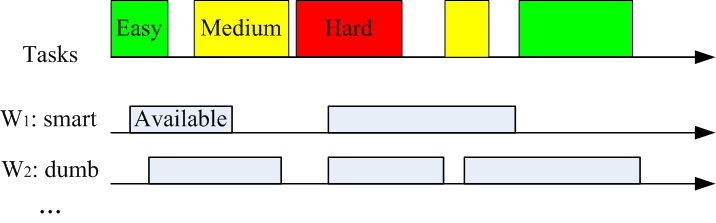 Easy Medium Hard
Tasks
W1: smart Available
W2: dumb
...